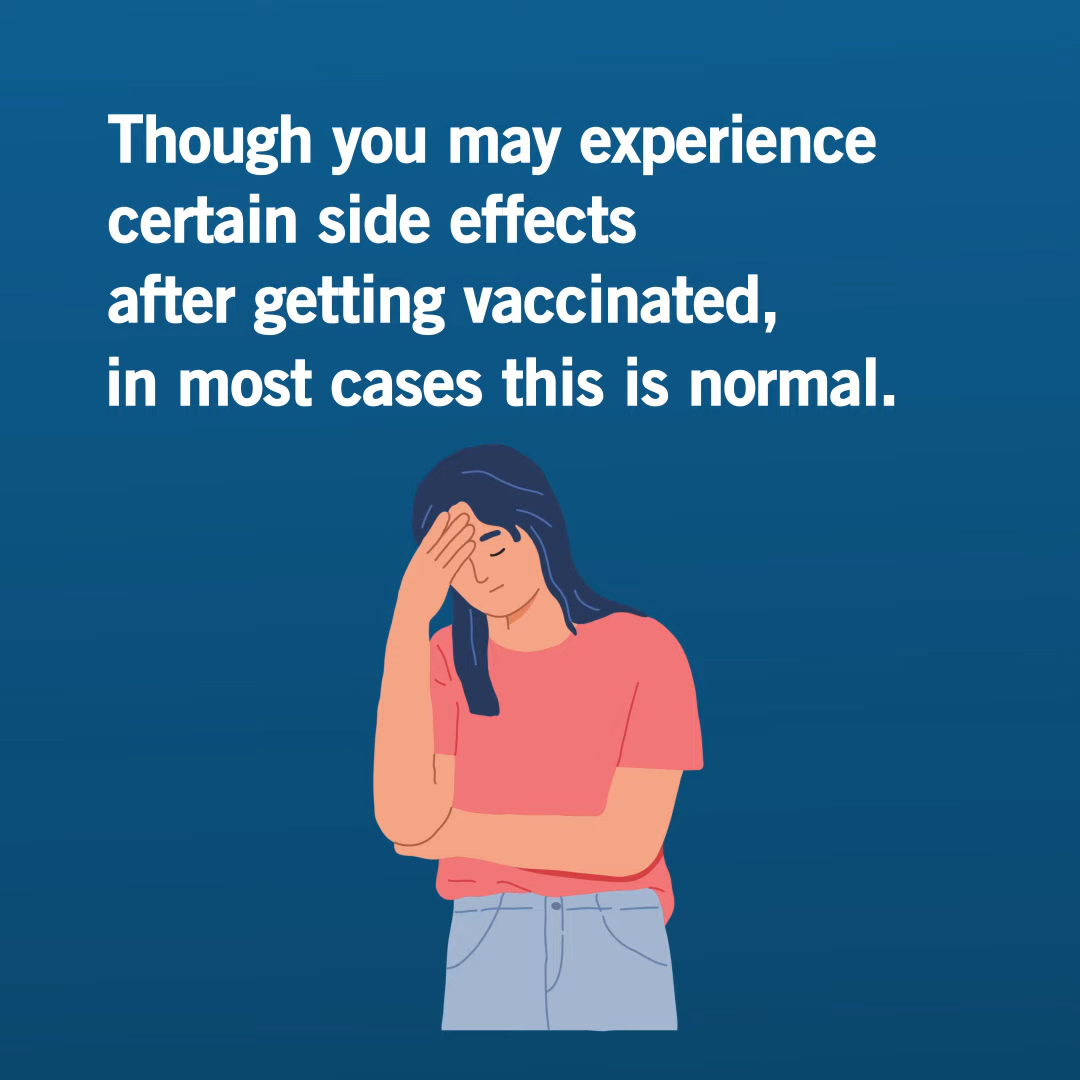 Though you may experience
certain side effects
after getting vaccinated,
in most cases this is normal.